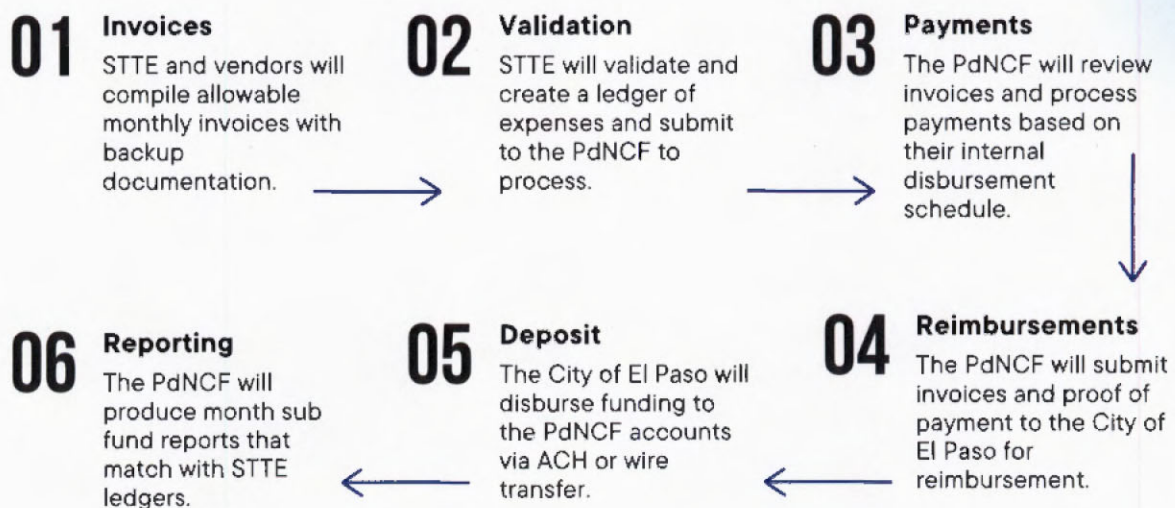 01
Invoices
STTE and vendors will
compile allowable
monthly invoices with
backup
documentation.
02
Validation
STTE will validate and
create a ledger of
expenses and submit
to the PdNCF to
process.
03
Payments
The PdNCF will review
invoices and process
payments based on
their internal
disbursement
schedule.
04
Reimbursements
The PdNCF will submit
invoices and proof of
payment to the City of
El Paso for
reimbursement.
05
Deposit
The City of El Paso will
disburse funding to
the PdNCF accounts
via ACH or wire
transfer.
06
Reporting
The PdNCF will
produce month sub
fund reports that
match with STTE
ledgers.